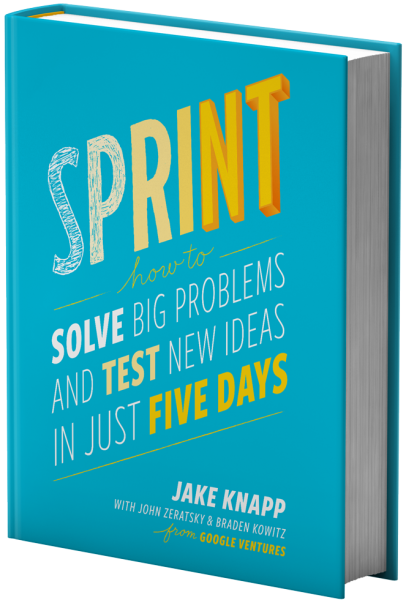 SPRINT
how to
SOLVE BIG PROBLEMS
AND TEST NEW IDEAS
IN JUST FIVE DAYS
JAKE KNAPP
WITH JOHN ZERATSKY & BRADEN KOWITZ
from GOOGLE VENTURES